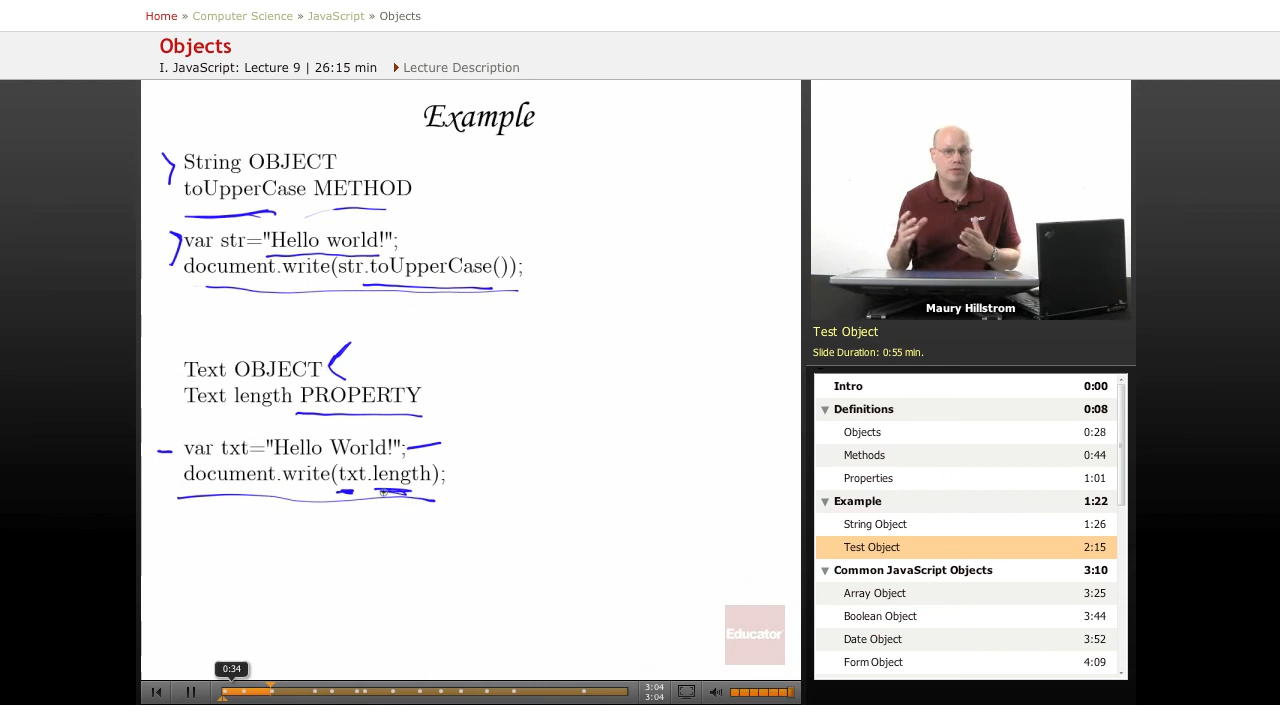 Home » Computer Science » JavaScript » Objects
Objects
I. JavaScript: Lecture 9 | 26:15 min Lecture Description
Example
String OBJECT
toUpperCase METHOD
var str="Hello world!";
document.write(str.toUpperCase());
Text OBJECT
Text length PROPERTY
var txt="Hello World!";
document.write(txt.length);
Educator
0:34
3:04
3:04
Maury Hillstrom
Test Object
Slide Duration: 0:55 min.
Intro 0:00
Definitions 0:08
Objects 0:28
Methods 0:44
Properties 1:01
Example 1:22
String Object 1:26
Test Object 2:15
Common JavaScript Objects 3:10
Array Object 3:25
Boolean Object 3:44
Date Object 3:52
Form Object 4:09